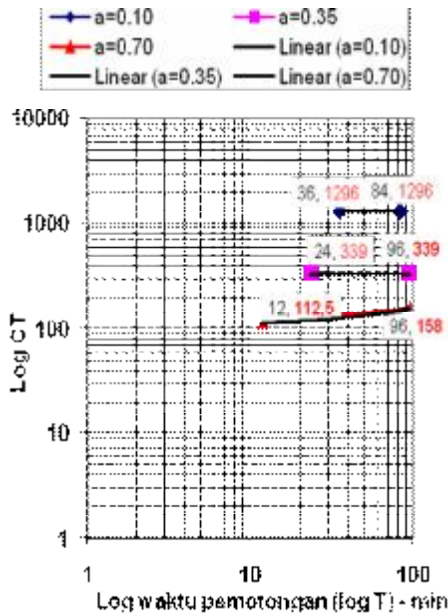 a=0.10 a=0.35
a=0.70 Linear (a=0.10)
Linear (a=0.35) Linear (a=0.70)
10000
36, 1296 84, 1296
1000
24, 339 96, 339
12, 112,5
100
96, 158
10
1
1 10 100
Log CT
Log waktu pemotongan (log T) - min